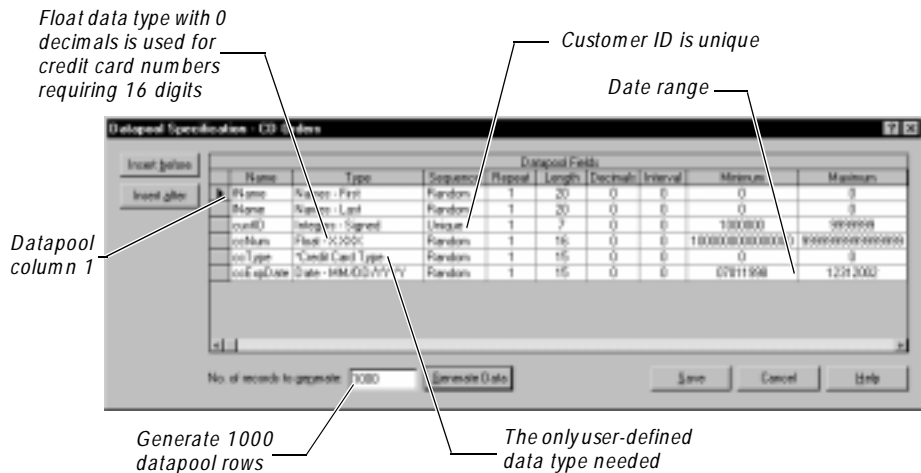 Float data type with 0
decimals is used for
credit card numbers
requiring 16 digits
Customer ID is unique
Date range
Datapool Specification - CD Orders
Insert before
Insert after
Datapool Fields
Name Type Sequence Repeat Length Decimals Interval Minimum Maximum
fName Names - First Random 1 20 0 0 0 0
lName Names - Last Random 1 20 0 0 0 0
custID Integers - Signed Unique 1 7 0 0 1000000 9999999
ccNum Float - X.XXX Random 1 16 0 0 1000000000000000 9999999999999999
ccType *Credit Card Type Random 1 15 0 0 0 0
ccExpDate Date - MM/DD/YYYY Random 1 15 0 0 07011998 12312002
Datapool
column 1
No. of records to generate: 1000
Generate Data
Save
Cancel
Help
Generate 1000
datapool rows
The only user-defined
data type needed